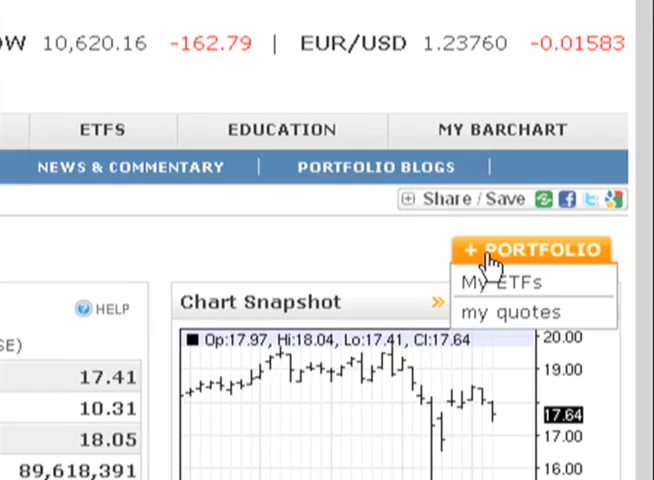 OW 10,620.16 -162.79 | EUR/USD 1.23760 -0.01583
ETFS EDUCATION MY BARCHART
NEWS & COMMENTARY | PORTFOLIO BLOGS |
Share / Save
+ PORTFOLIO
My ETFs
my quotes
HELP
Chart Snapshot »
SE)
Op:17.97, Hi:18.04, Lo:17.41, Cl:17.64
20.00
19.00
17.64
17.00
16.00
17.41
10.31
18.05
89,618,391